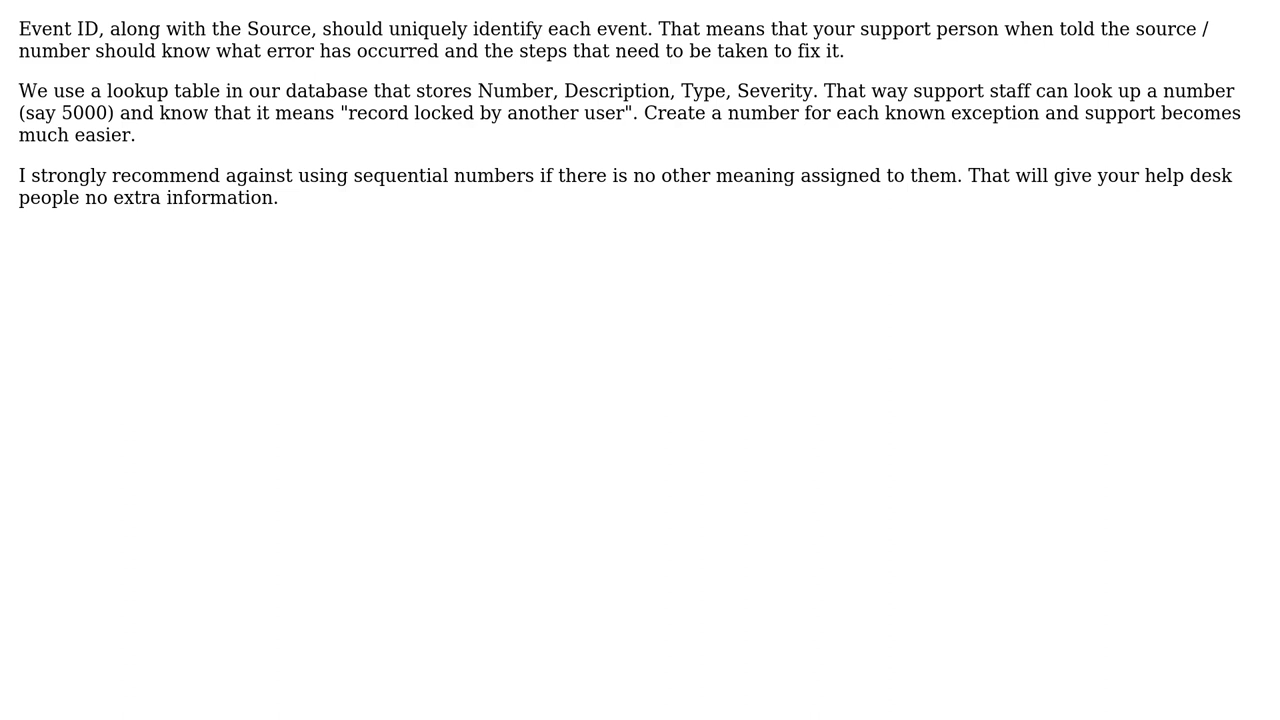 Event ID, along with the Source, should uniquely identify each event. That means that your support person when told the source /
number should know what error has occurred and the steps that need to be taken to fix it.
We use a lookup table in our database that stores Number, Description, Type, Severity. That way support staff can look up a number
(say 5000) and know that it means "record locked by another user". Create a number for each known exception and support becomes
much easier.
I strongly recommend against using sequential numbers if there is no other meaning assigned to them. That will give your help desk
people no extra information.